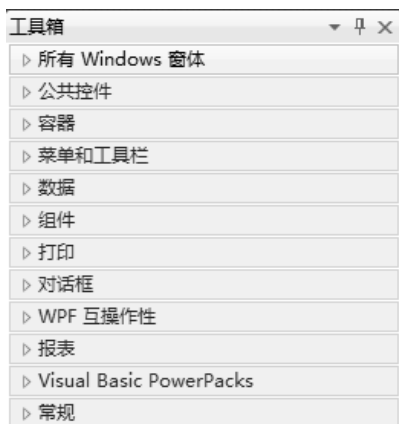 工具箱
所有 Windows 窗体
公共控件
容器
菜单和工具栏
数据
组件
打印
对话框
WPF 互操作性
报表
Visual Basic PowerPacks
常规